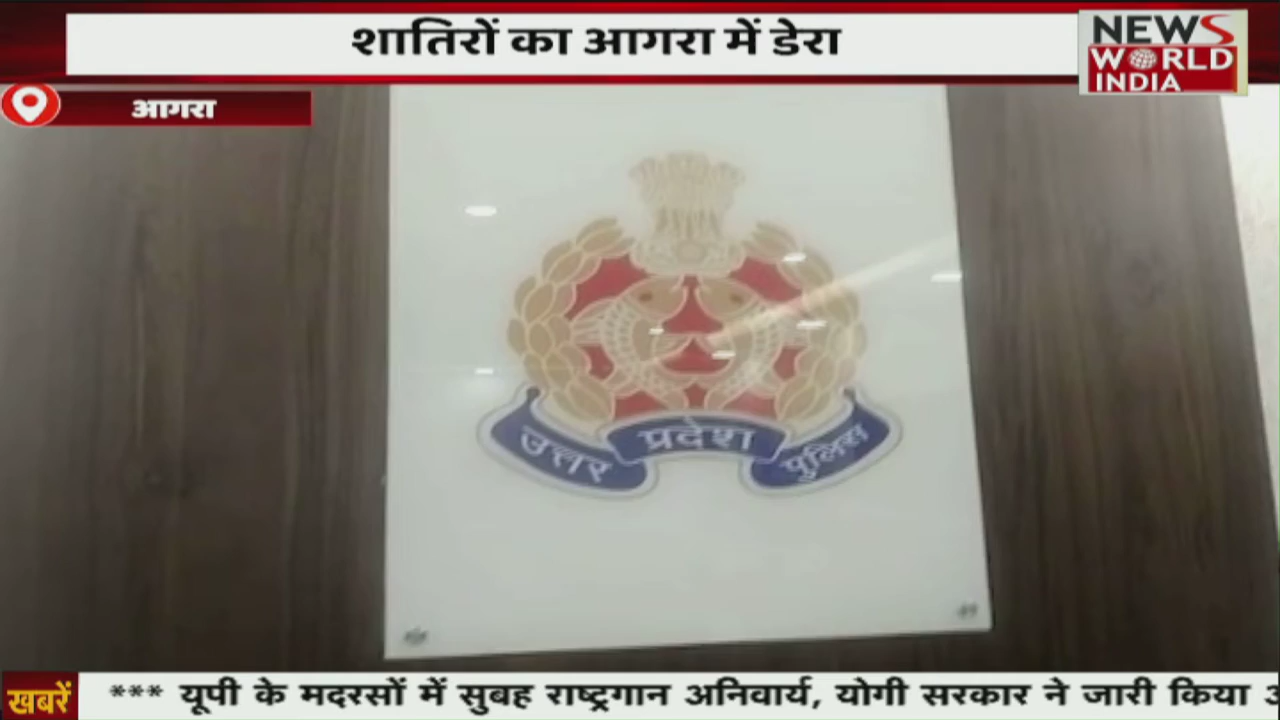 शातिरों का आगरा में डेरा
NEWS
WORLD
INDIA
आगरा
उत्तर प्रदेश पुलिस
खबरें *** यूपी के मदरसों में सुबह राष्ट्रगान अनिवार्य, योगी सरकार ने जारी किया